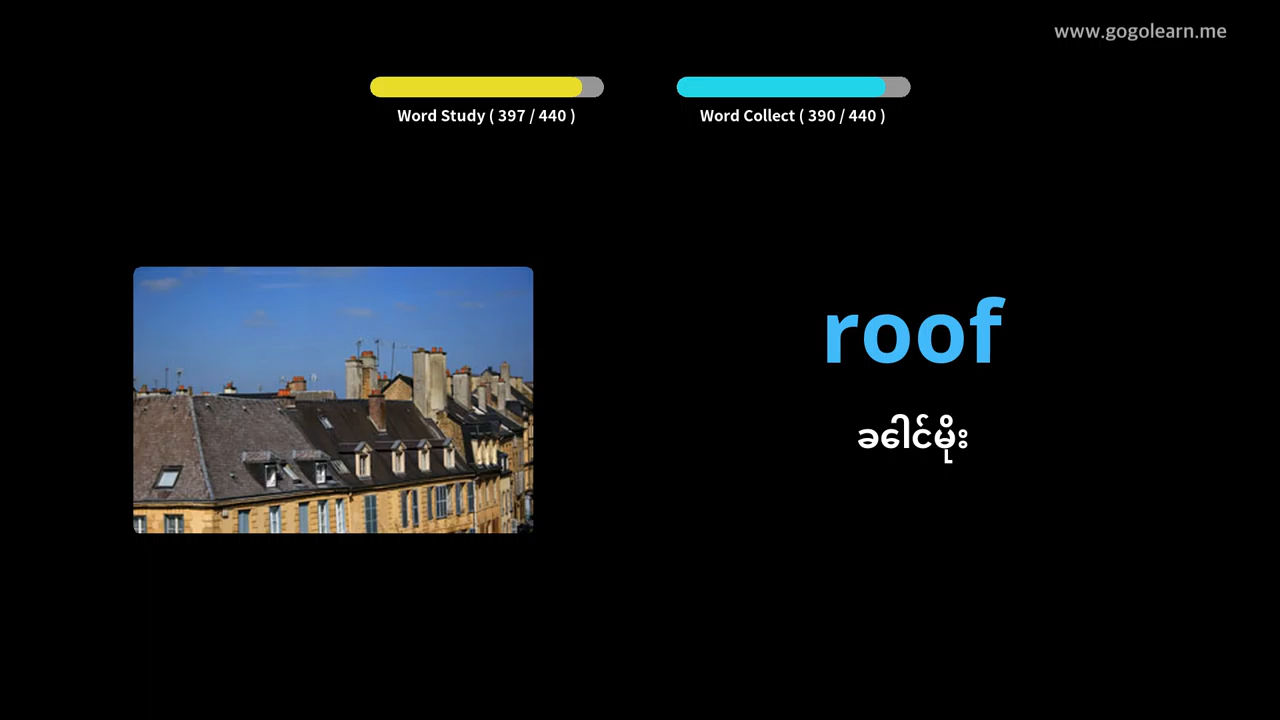 www.gogolearn.me
Word Study ( 397 / 440 )
Word Collect ( 390 / 440 )
roof
ခေါင်မိုး